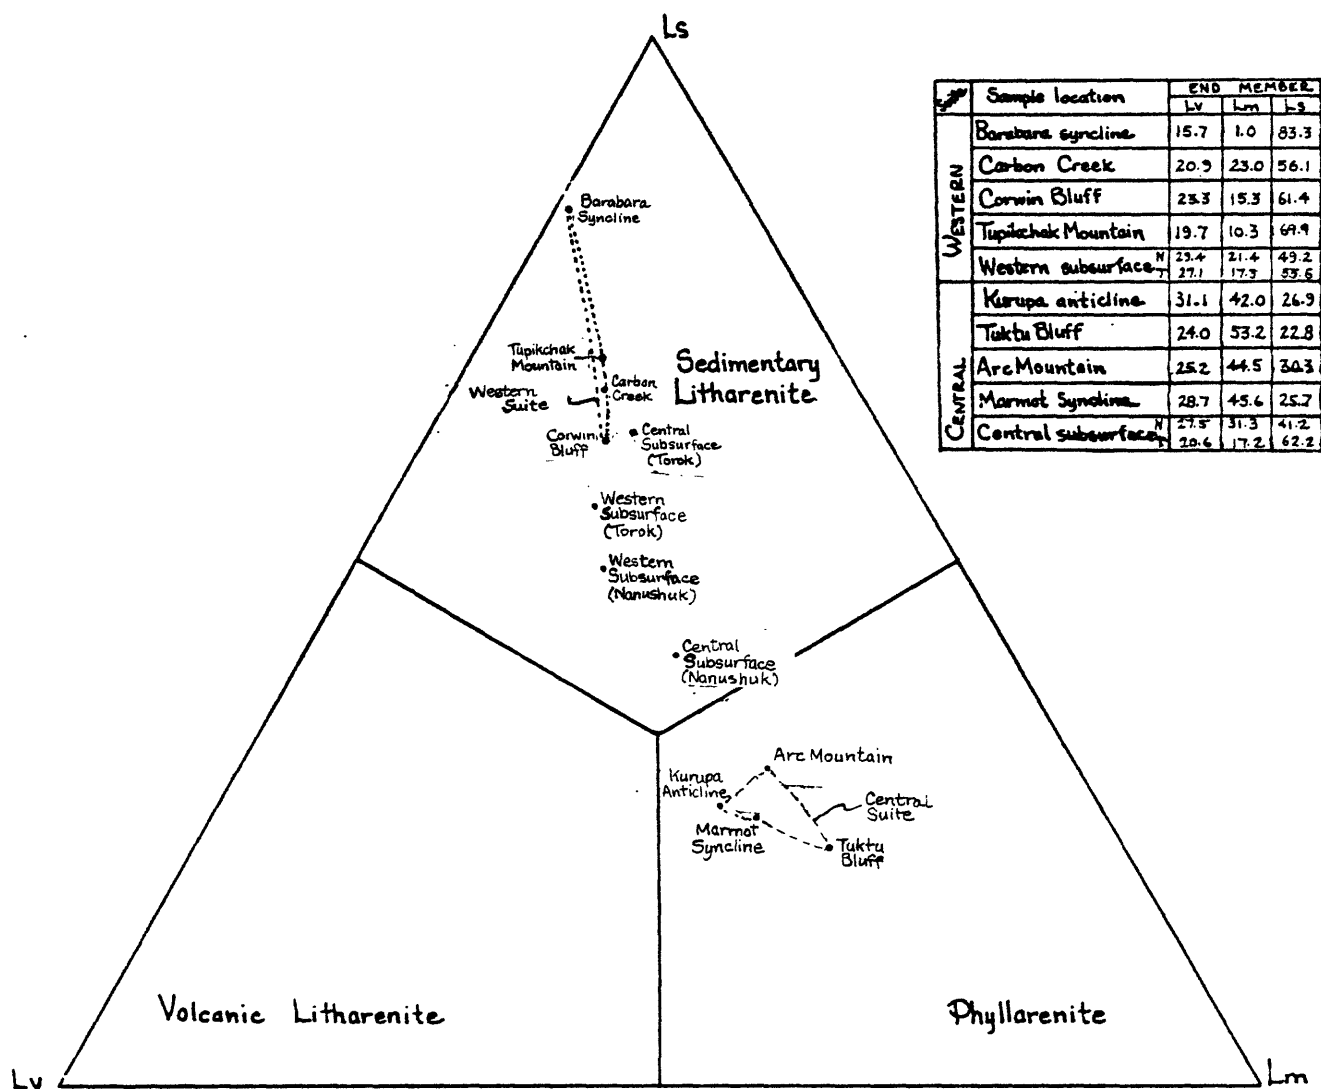 Ls
Suite
Sample location
END MEMBER
Lv Lm Ls
WESTERN
Barabara syncline 15.7 1.0 83.3
Carbon Creek 20.9 23.0 56.1
Corwin Bluff 23.3 15.3 61.4
Tupikchak Mountain 19.7 10.3 69.9
Western subsurface N 29.4 21.4 49.2
T 27.1 17.3 53.6
CENTRAL
Kurupa anticline 31.1 42.0 26.9
Tuktu Bluff 24.0 53.2 22.8
Arc Mountain 25.2 44.5 30.3
Marmot Syncline 28.7 45.6 25.7
Central subsurface N 27.5 31.3 41.2
T 20.6 17.2 62.2
Barabara
Syncline
Tupikchak
Mountain
Sedimentary
Litharenite
Carbon
Creek
Western
Suite
Corwin
Bluff
Central
Subsurface
(Torok)
Western
Subsurface
(Torok)
Western
Subsurface
(Nanushuk)
Central
Subsurface
(Nanushuk)
Arc Mountain
Kurupa
Anticline
Central
Suite
Marmot
Syncline
Tuktu
Bluff
Volcanic Litharenite
Phyllarenite
Lv
Lm